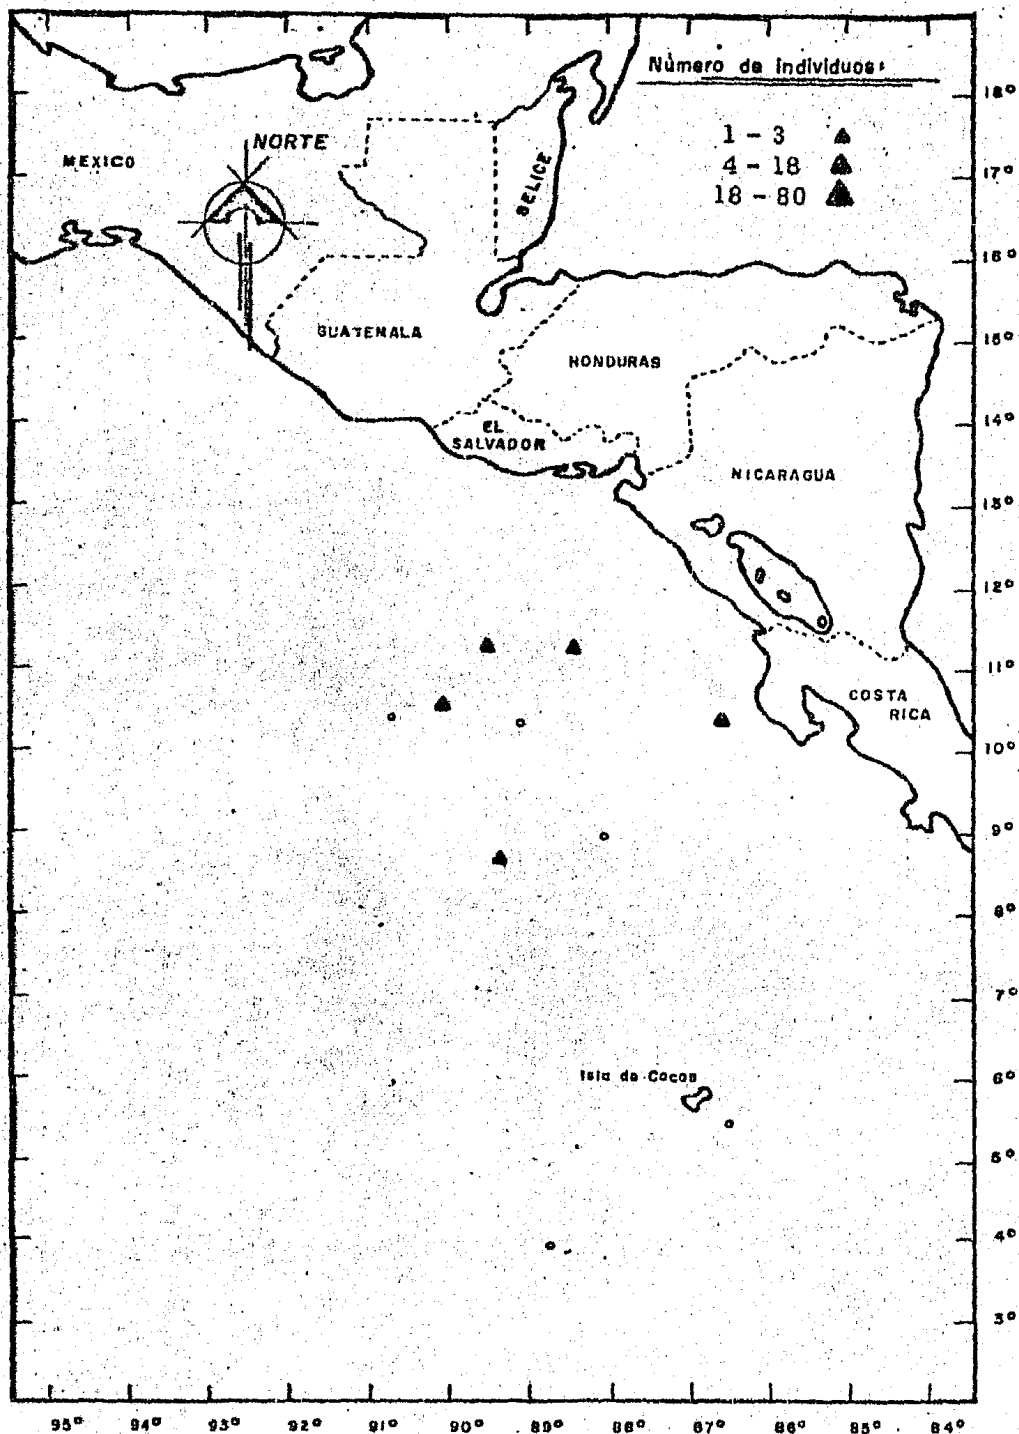 Número de individuos:
1 - 3
4 - 18
18 - 80
NORTE
MEXICO
BELICE
GUATEMALA
HONDURAS
EL
SALVADOR
NICARAGUA
COSTA
RICA
Isla de Cocos
18°
17°
16°
15°
14°
13°
12°
11°
10°
9°
8°
7°
6°
5°
4°
3°
95° 94° 93° 92° 91° 90° 89° 88° 87° 86° 85° 84°